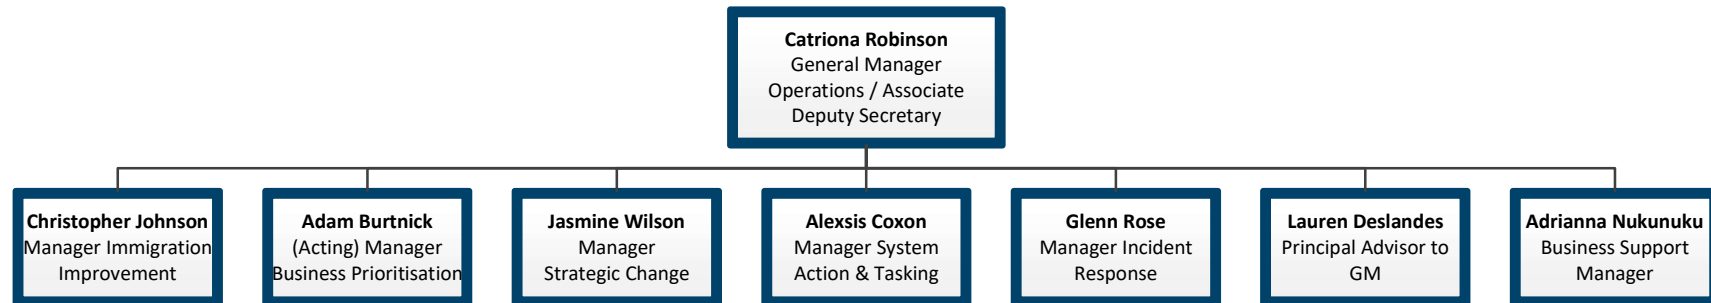 Catriona Robinson
General Manager
Operations / Associate
Deputy Secretary
Christopher Johnson
Manager Immigration
Improvement
Adam Burtnick
(Acting) Manager
Business Prioritisation
Jasmine Wilson
Manager
Strategic Change
Alexsis Coxon
Manager System
Action & Tasking
Glenn Rose
Manager Incident
Response
Lauren Deslandes
Principal Advisor to
GM
Adrianna Nukunuku
Business Support
Manager